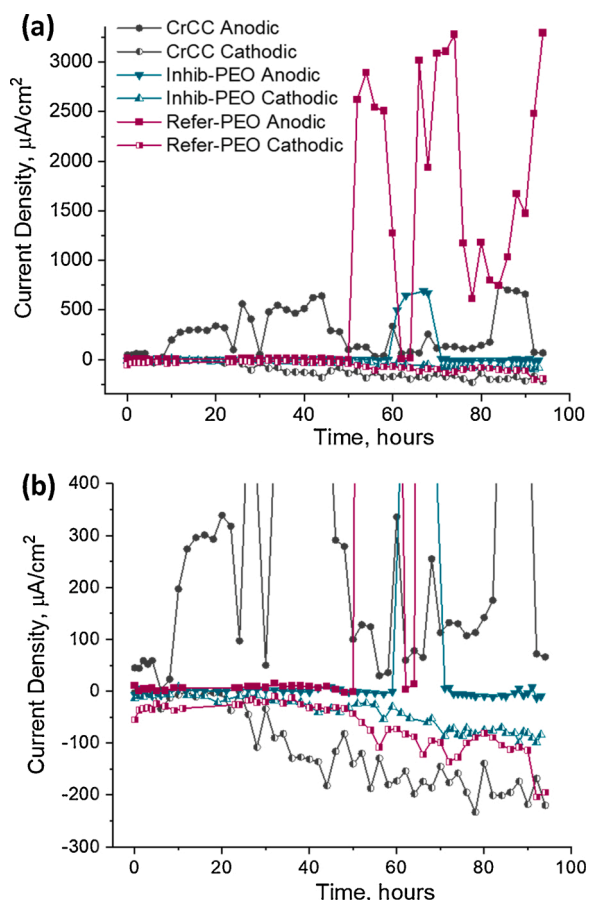 (a)
CrCC Anodic
CrCC Cathodic
Inhib-PEO Anodic
Inhib-PEO Cathodic
Refer-PEO Anodic
Refer-PEO Cathodic
Current Density, µA/cm²
3000
2500
2000
1500
1000
500
0
0 20 40 60 80 100
Time, hours
(b)
Current Density, µA/cm²
400
300
200
100
0
-100
-200
-300
0 20 40 60 80 100
Time, hours